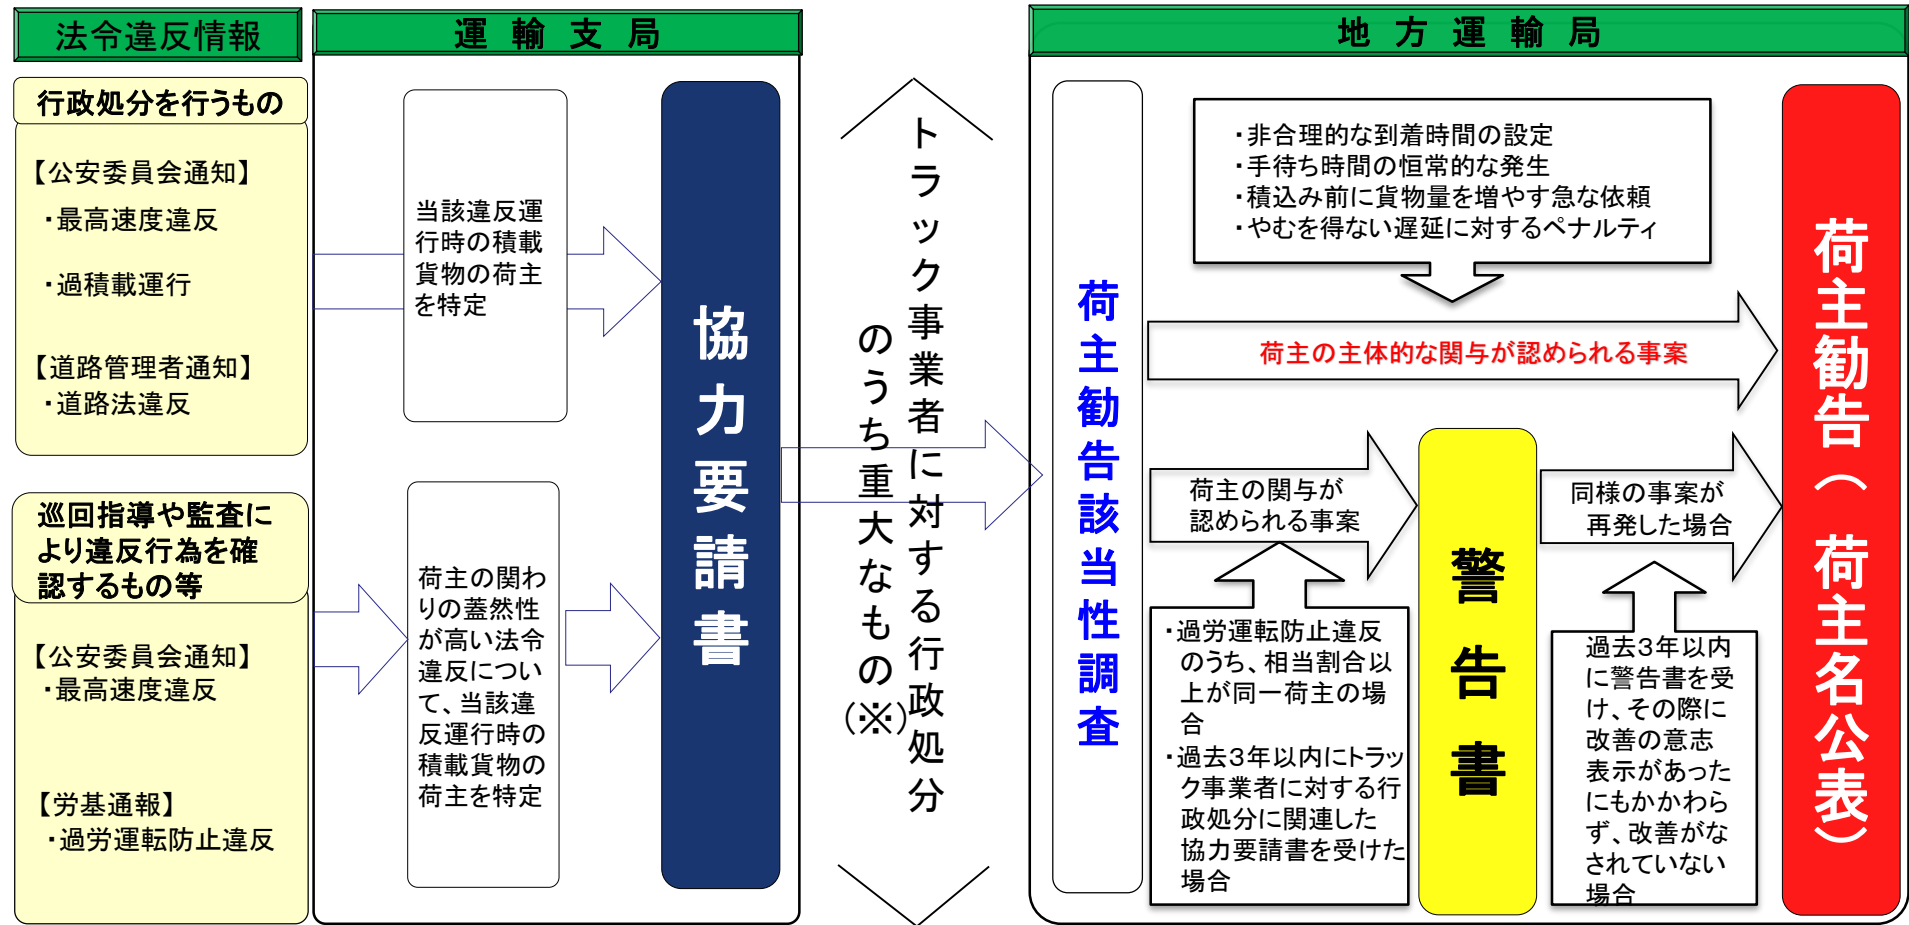 法令違反情報
行政処分を行うもの
【公安委員会通知】
・最高速度違反
・過積載運行
【道路管理者通知】
・道路法違反
巡回指導や監査に
より違反行為を確
認するもの等
【公安委員会通知】
・最高速度違反
【労基通報】
・過労運転防止違反
運輸支局
当該違反運
行時の積載
貨物の荷主
を特定
荷主の関わ
りの蓋然性
が高い法令
違反につい
て、当該違
反運行時の
積載貨物の
荷主を特定
協力要請書
トラック事業者に対する行政処分
のうち重大なもの(※)
地方運輸局
荷主勧告該当性調査
・非合理的な到着時間の設定
・手待ち時間の恒常的な発生
・積込み前に貨物量を増やす急な依頼
・やむを得ない遅延に対するペナルティ
荷主の主体的な関与が認められる事案
荷主の関与が
認められる事案
・過労運転防止違反
のうち、相当割合以
上が同一荷主の場
合
・過去3年以内にトラッ
ク事業者に対する行
政処分に関連した
協力要請書を受けた
場合
警告書
同様の事案が
再発した場合
過去3年以内
に警告書を受
け、その際に
改善の意志
表示があった
にもかかわら
ず、改善がな
されていない
場合
荷主勧告(荷主名公表)